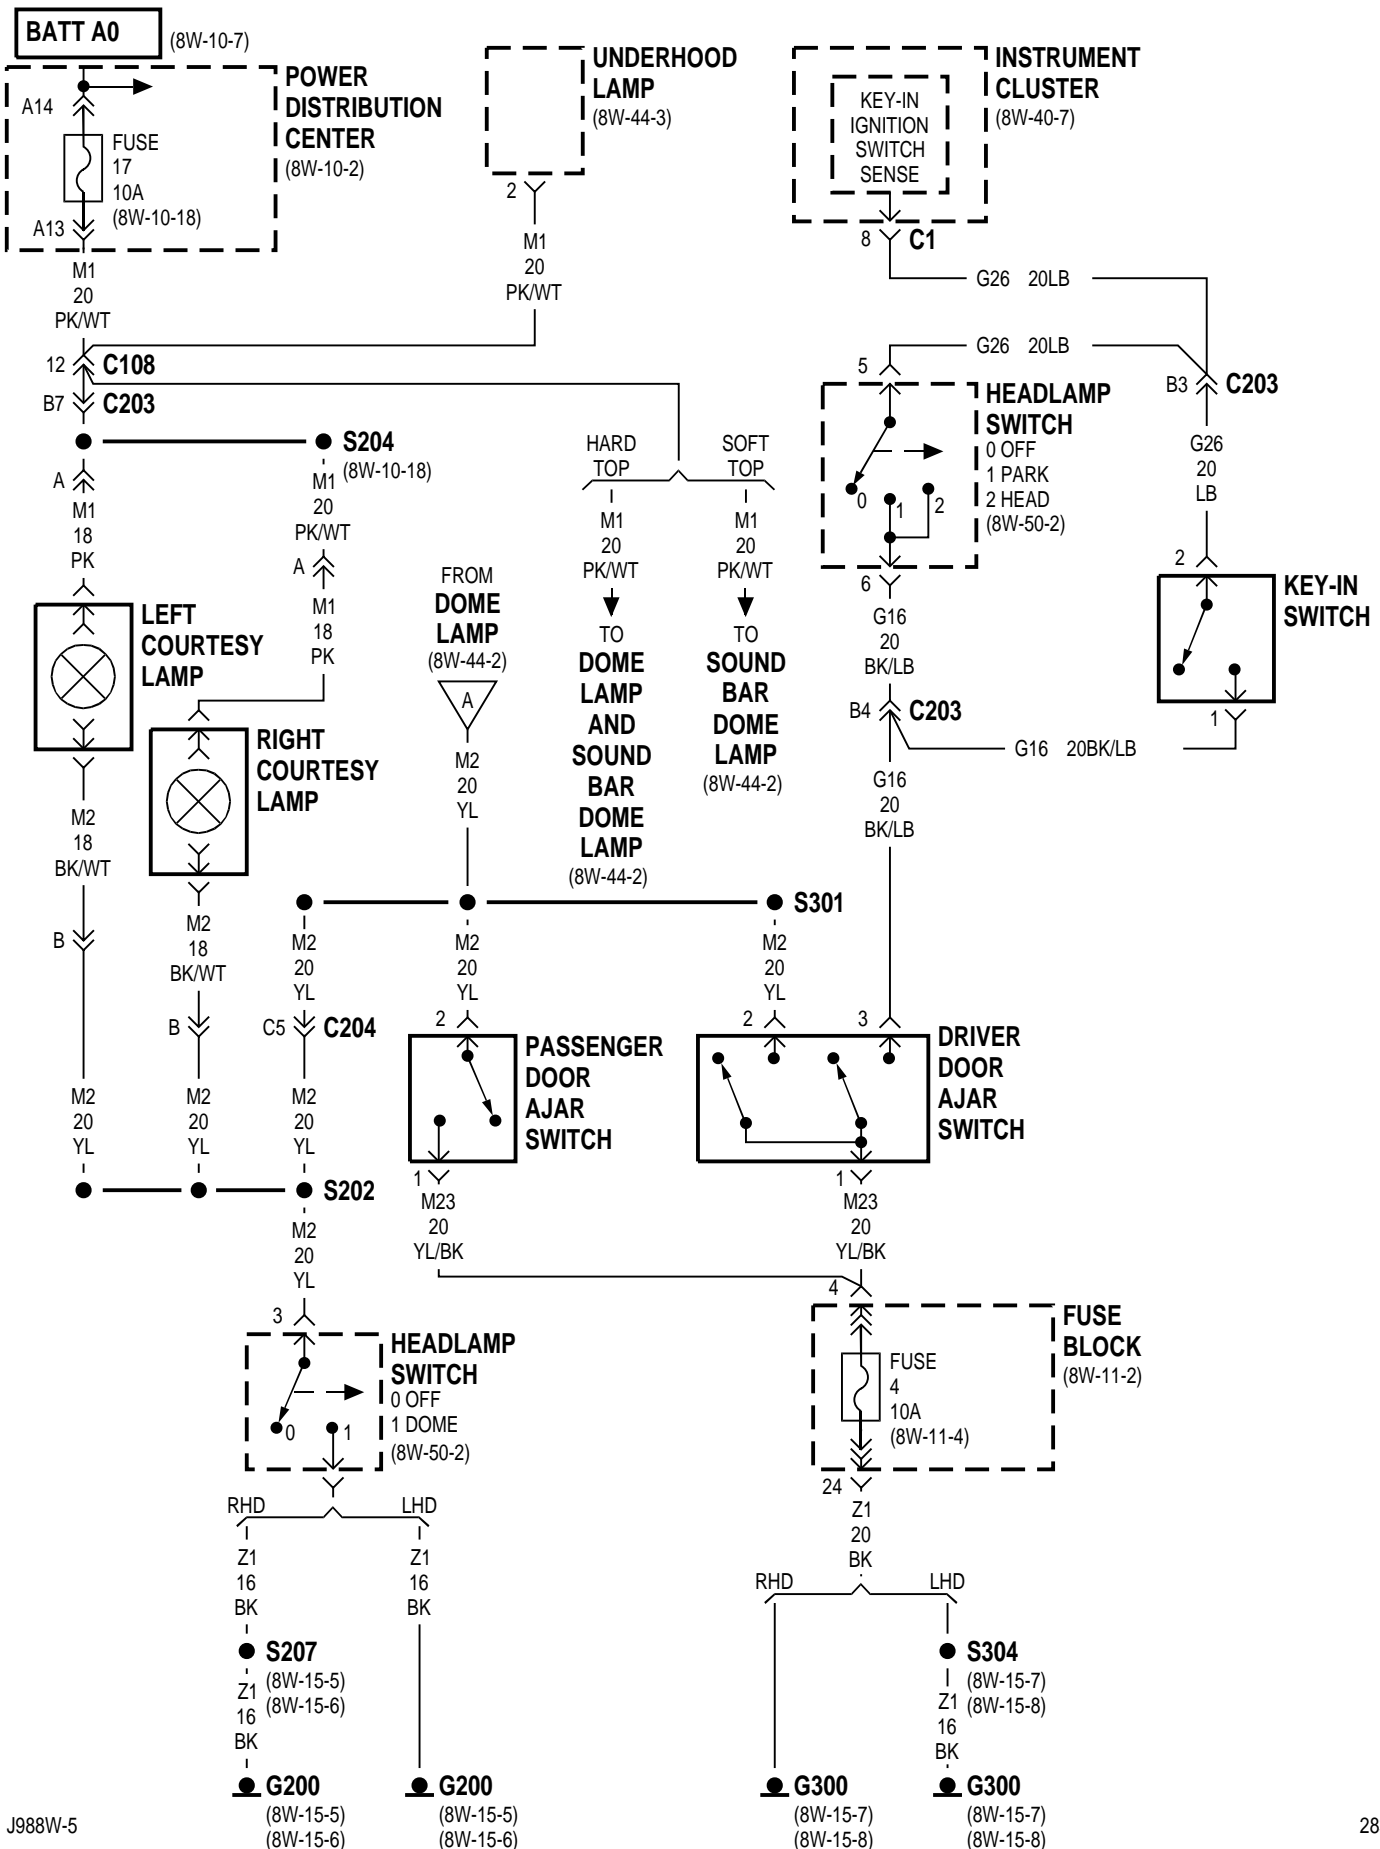 BATT A0
(8W-10-7)
A14
FUSE
17
10A
(8W-10-18)
A13
POWER
DISTRIBUTION
CENTER
(8W-10-2)
M1
20
PK/WT
UNDERHOOD
LAMP
(8W-44-3)
2
M1
20
PK/WT
INSTRUMENT
CLUSTER
(8W-40-7)
KEY-IN
IGNITION
SWITCH
SENSE
8 C1
G26 20LB
G26 20LB
12 C108
B7 C203
S204
(8W-10-18)
A
M1
18
PK
M1
20
PK/WT
A
M1
18
PK
LEFT
COURTESY
LAMP
RIGHT
COURTESY
LAMP
HARD
TOP
SOFT
TOP
M1
20
PK/WT
M1
20
PK/WT
TO
DOME
LAMP
AND
SOUND
BAR
DOME
LAMP
(8W-44-2)
TO
SOUND
BAR
DOME
LAMP
(8W-44-2)
FROM
DOME
LAMP
(8W-44-2)
A
M2
20
YL
5
HEADLAMP
SWITCH
0 OFF
1 PARK
2 HEAD
(8W-50-2)
0
1
2
6
G16
20
BK/LB
B4 C203
G16 20BK/LB
G16
20
BK/LB
B3 C203
G26
20
LB
2
KEY-IN
SWITCH
1
M2
18
BK/WT
B
M2
18
BK/WT
B
S301
M2
20
YL
M2
20
YL
M2
20
YL
C5 C204
2
PASSENGER
DOOR
AJAR
SWITCH
2
3
DRIVER
DOOR
AJAR
SWITCH
M2
20
YL
M2
20
YL
M2
20
YL
S202
1
M23
20
YL/BK
1
M23
20
YL/BK
M2
20
YL
3
HEADLAMP
SWITCH
0 OFF
1 DOME
(8W-50-2)
0
1
4
FUSE
BLOCK
(8W-11-2)
FUSE
4
10A
(8W-11-4)
24
Z1
20
BK
RHD
LHD
Z1
16
BK
Z1
16
BK
S207
(8W-15-5)
(8W-15-6)
Z1
16
BK
G200
(8W-15-5)
(8W-15-6)
G200
(8W-15-5)
(8W-15-6)
RHD
LHD
S304
(8W-15-7)
(8W-15-8)
Z1
16
BK
G300
(8W-15-7)
(8W-15-8)
G300
(8W-15-7)
(8W-15-8)
J988W-5
28